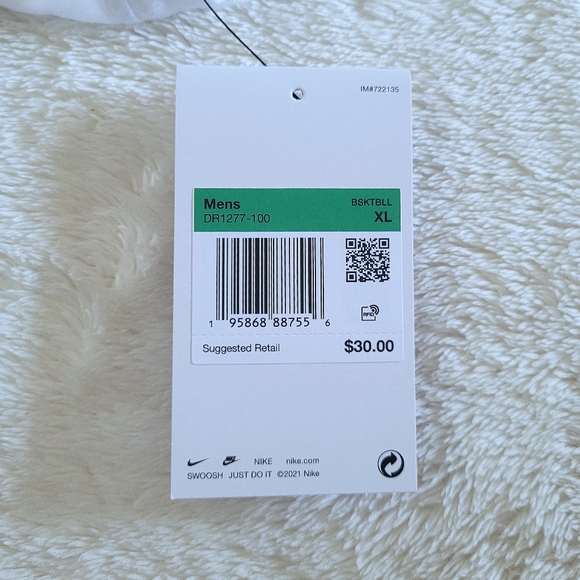 IM#722135
Mens BSKTBLL
DR1277-100 XL
1 95868 88755 6
RFID
Suggested Retail $30.00
NIKE nike.com
SWOOSH JUST DO IT ©2021 Nike